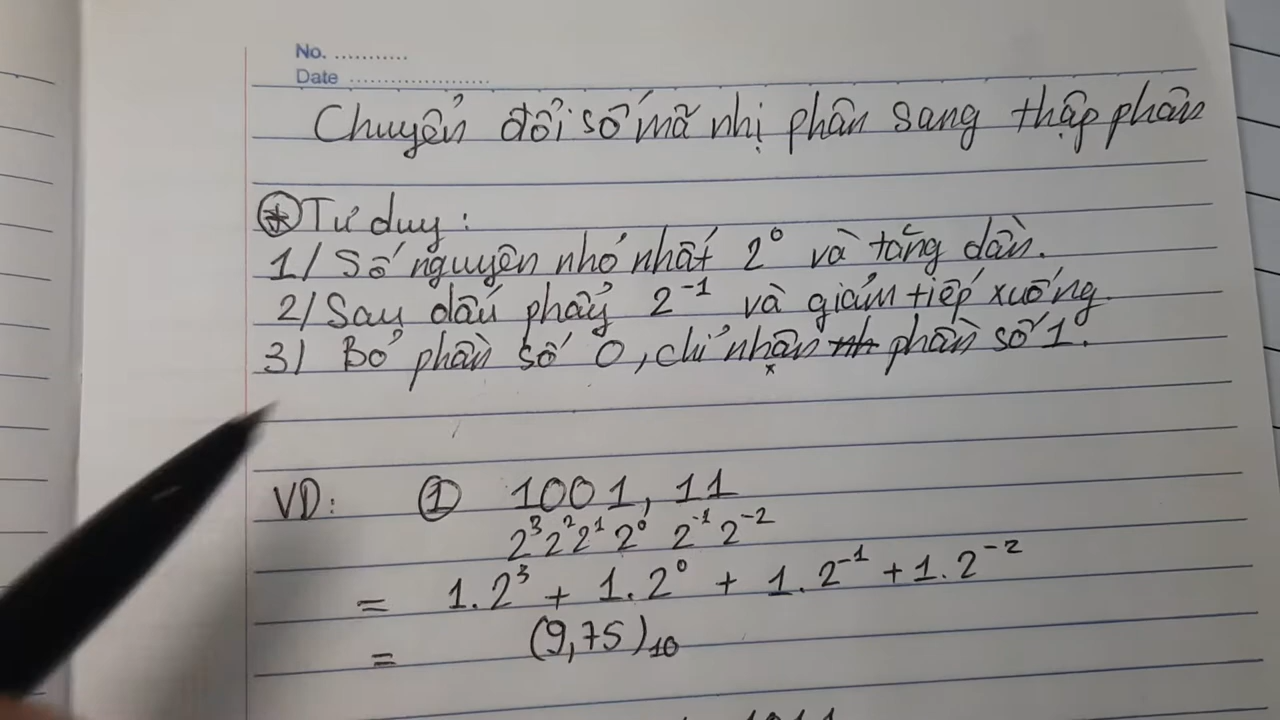 No. ...........
Date .....................
Chuyển đổi số mã nhị phân sang thập phân
* Tư duy:
1/ Số nguyên nhỏ nhất 2⁰ và tăng dần.
2/ Sau dấu phẩy 2⁻¹ và giảm tiếp xuống.
3/ Bỏ phần số 0, chỉ nhận phần số 1.
VD: ① 1001,11
2³2²2¹2⁰ 2⁻¹2⁻²
= 1.2³ + 1.2⁰ + 1.2⁻¹ + 1.2⁻²
= (9,75)₁₀